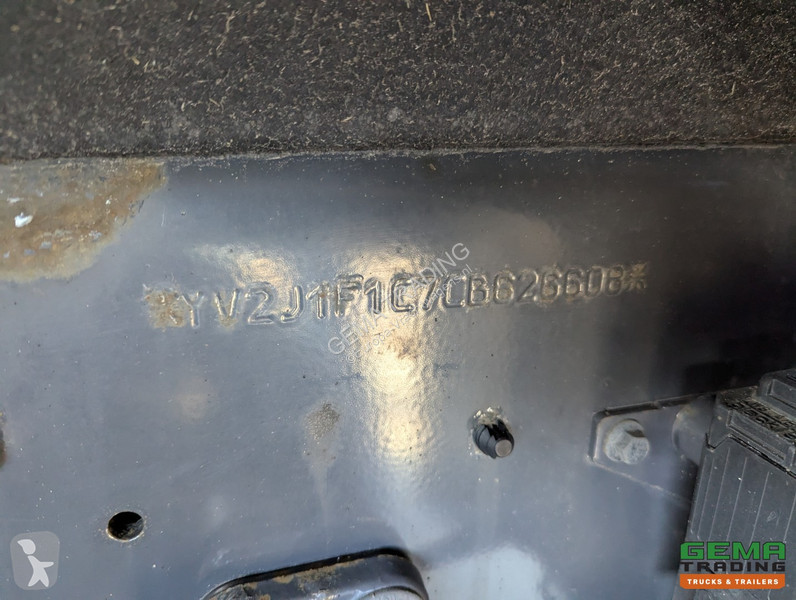 *YV2J1F1C7CB626608*
GEMA TRADING
TRUCKS & TRAILERS